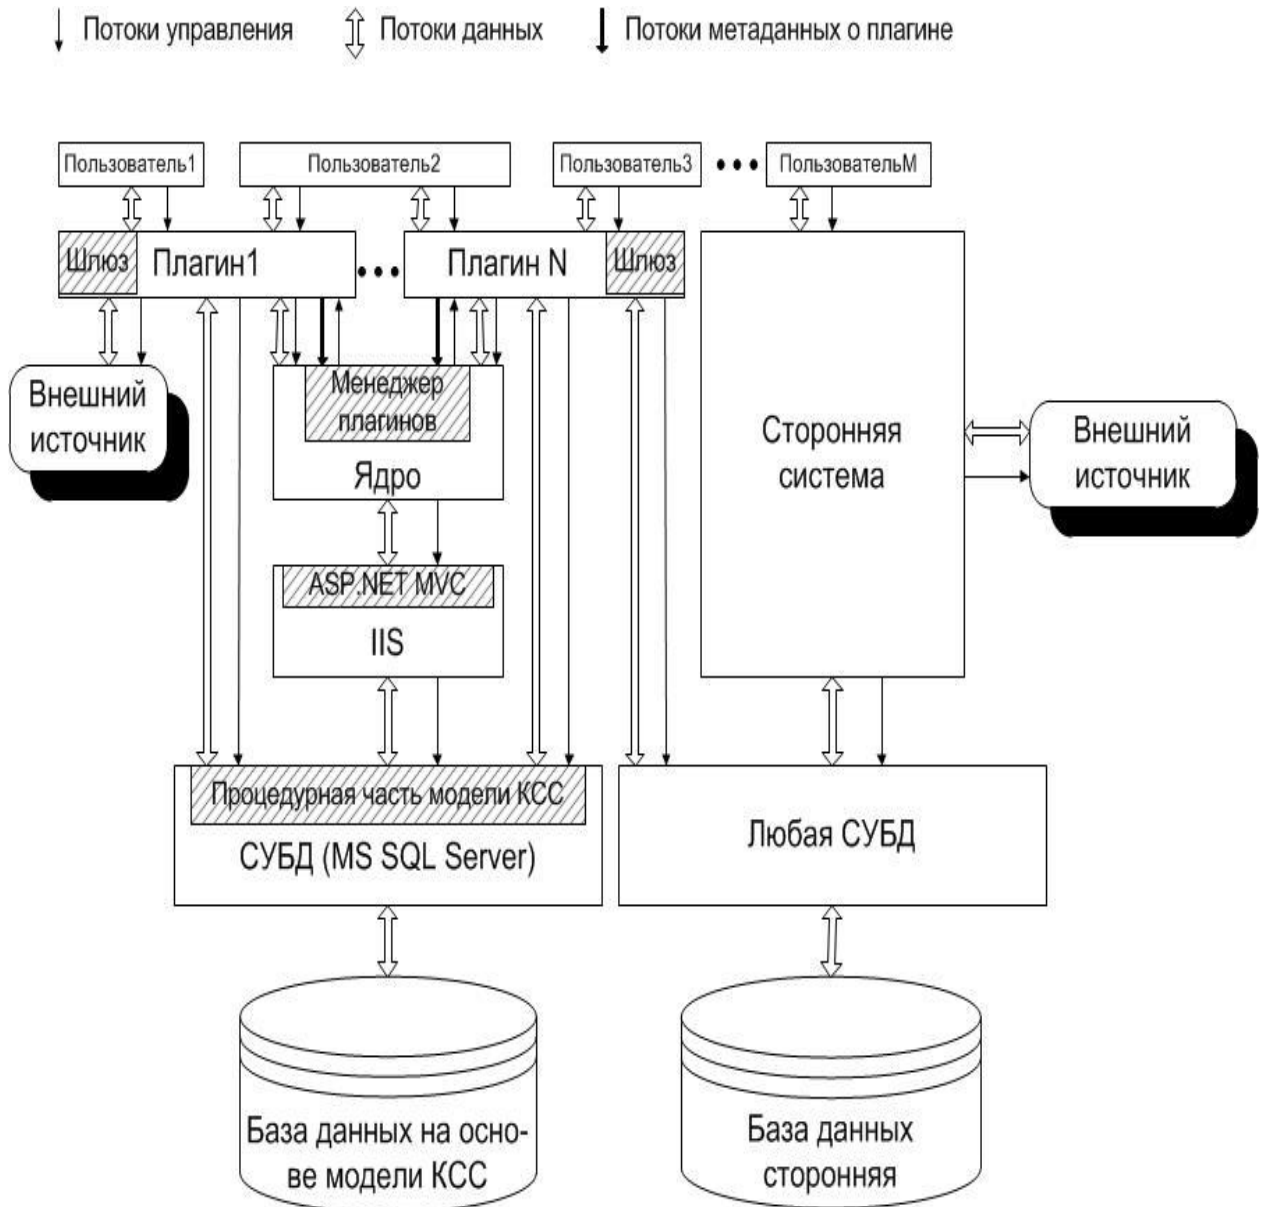 Потоки управления
Потоки данных
Потоки метаданных о плагине
Пользователь1
Пользователь2
Пользователь3
ПользовательМ
Шлюз
Плагин1
Плагин N
Шлюз
Внешний
источник
Менеджер
плагинов
Ядро
Сторонняя
система
Внешний
источник
ASP.NET MVC
IIS
Процедурная часть модели КСС
СУБД (MS SQL Server)
Любая СУБД
База данных на осно-
ве модели КСС
База данных
сторонняя